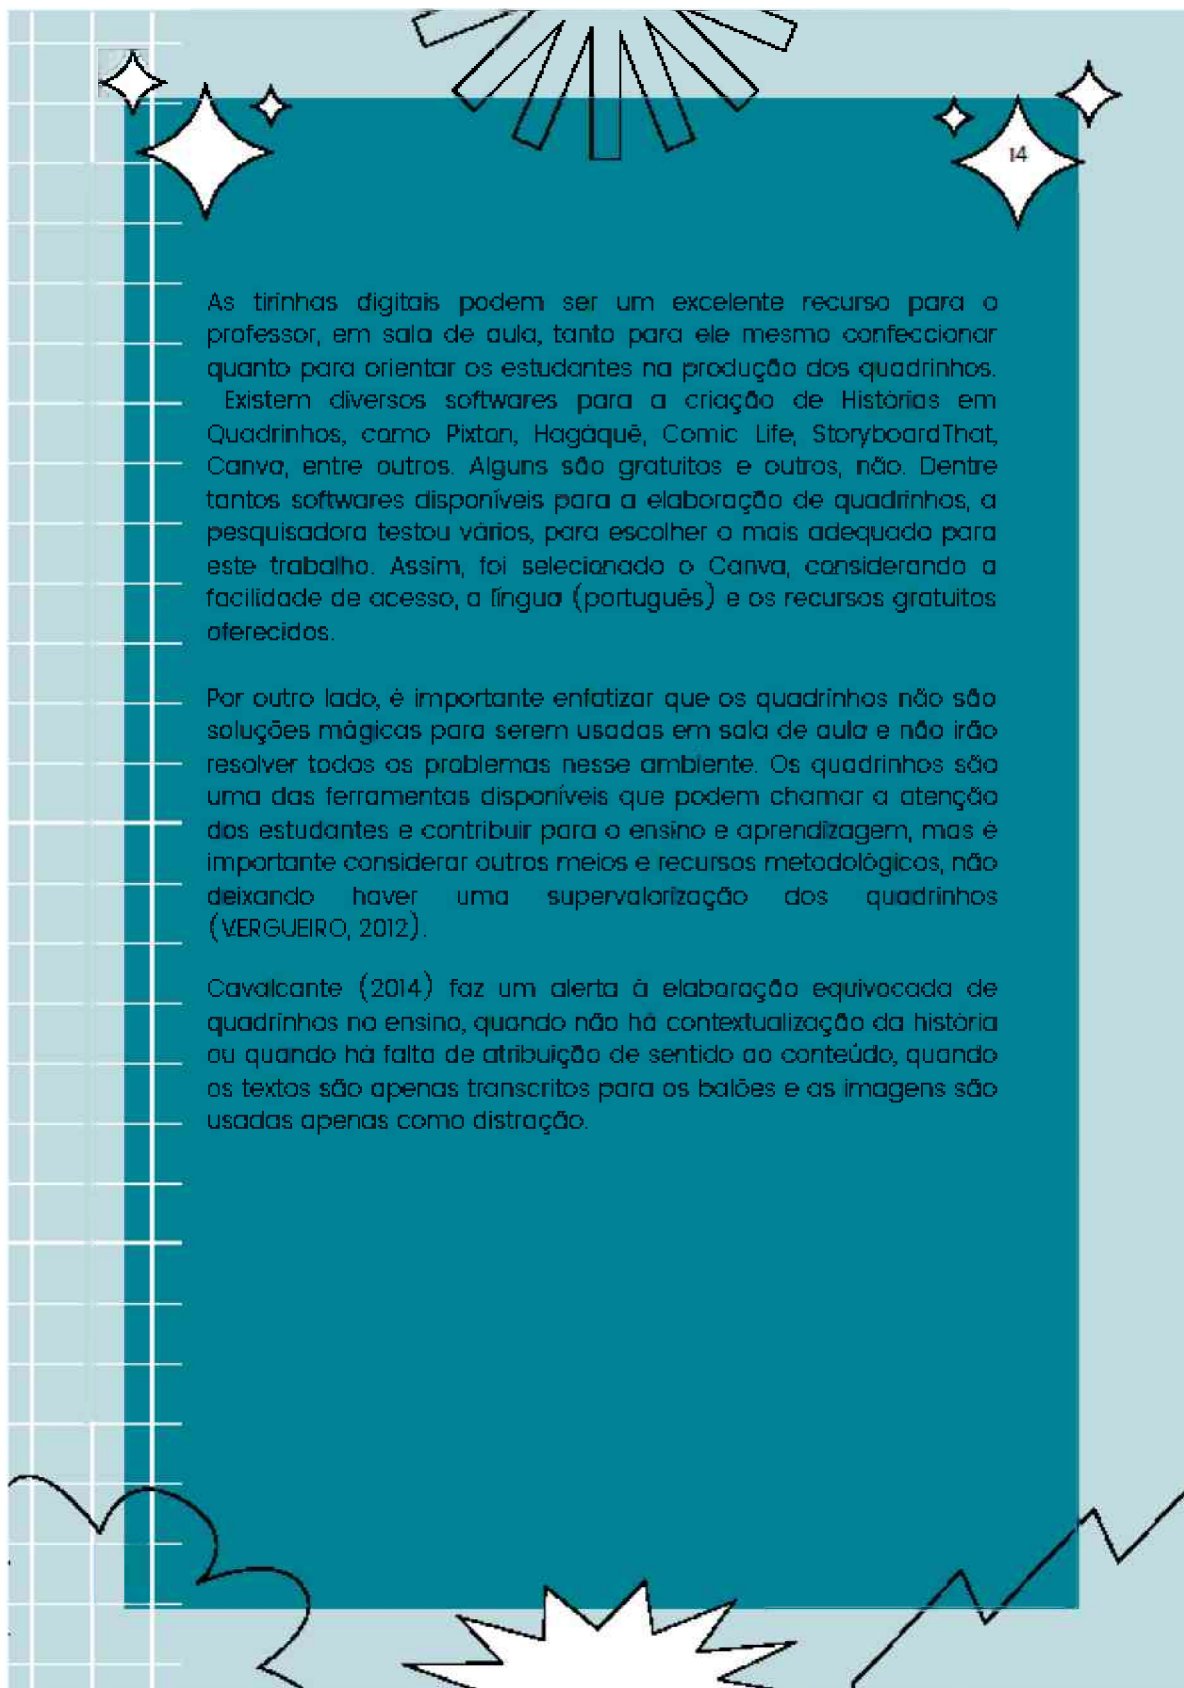 14
As tirinhas digitais podem ser um excelente recurso para o
professor, em sala de aula, tanto para ele mesmo confeccionar
quanto para orientar os estudantes na produção dos quadrinhos.
Existem diversos softwares para a criação de Histórias em
Quadrinhos, como Pixton, Hagáquê, Comic Life, StoryboardThat,
Canva, entre outros. Alguns são gratuitos e outros, não. Dentre
tantos softwares disponíveis para a elaboração de quadrinhos, a
pesquisadora testou vários, para escolher o mais adequado para
este trabalho. Assim, foi selecionado o Canva, considerando a
facilidade de acesso, a língua (português) e os recursos gratuitos
oferecidos.
Por outro lado, é importante enfatizar que os quadrinhos não são
soluções mágicas para serem usadas em sala de aula e não irão
resolver todos os problemas nesse ambiente. Os quadrinhos são
uma das ferramentas disponíveis que podem chamar a atenção
dos estudantes e contribuir para o ensino e aprendizagem, mas é
importante considerar outros meios e recursos metodológicos, não
deixando haver uma supervalorização dos quadrinhos
(VERGUEIRO, 2012).
Cavalcante (2014) faz um alerta à elaboração equivocada de
quadrinhos no ensino, quando não há contextualização da história
ou quando há falta de atribuição de sentido ao conteúdo, quando
os textos são apenas transcritos para os balões e as imagens são
usadas apenas como distração.